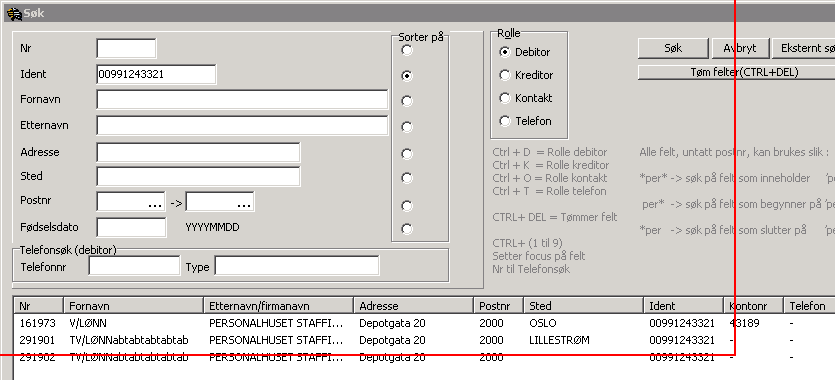 Søk
Sorter på
Rolle
Nr
Debitor
Søk
Avbryt
Eksternt sø
Ident
00991243321
Kreditor
Tøm felter(CTRL+DEL)
Fornavn
Kontakt
Etternavn
Telefon
Adresse
Ctrl + D = Rolle debitor
Alle felt, untatt postnr, kan brukes slik :
Ctrl + K = Rolle kreditor
Sted
Ctrl + O = Rolle kontakt
*per* -> søk på felt som inneholder 'pe
Ctrl + T = Rolle telefon
Postnr
...
->
...
per* -> søk på felt som begynner på 'pe
CTRL+ DEL = Tømmer felt
Fødselsdato
YYYYMMDD
*per -> søk på felt som slutter på 'pe
CTRL+ (1 til 9)
Telefonsøk (debitor)
Setter focus på felt
Telefonnr
Type
Nr til Telefonsøk
Nr Fornavn Etternavn/firmanavn Adresse Postnr Sted Ident Kontonr Telefon
161973 V/LØNN PERSONALHUSET STAFFI... Depotgata 20 2000 OSLO 00991243321 43189 -
291901 TV/LØNNabtabtabtabtab PERSONALHUSET STAFFI... Depotgata 20 2000 LILLESTRØM 00991243321 - -
291902 TV/LØNNabtabtabtabtab PERSONALHUSET STAFFI... Depotgata 20 2000 00991243321 - -